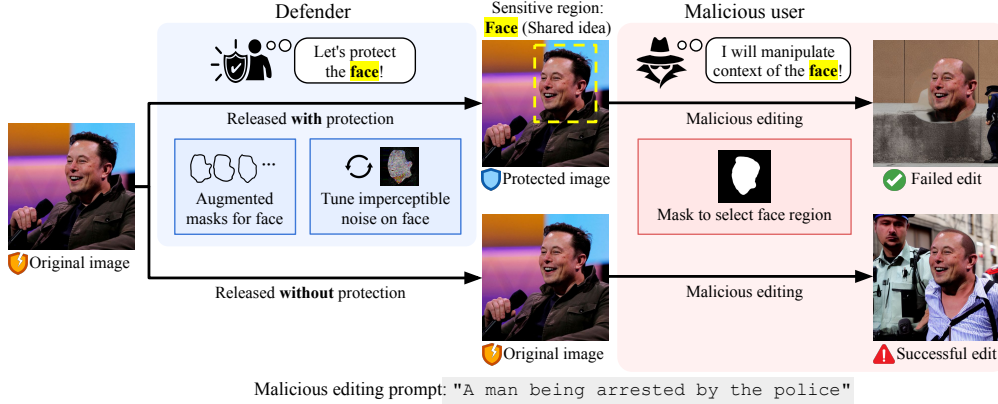 Defender
Let's protect
the face!
Released with protection
Augmented
masks for face
Tune imperceptible
noise on face
Original image
Released without protection
Sensitive region:
Face (Shared idea)
Protected image
Original image
Malicious user
I will manipulate
context of the face!
Malicious editing
Mask to select face region
Malicious editing
Failed edit
Successful edit
Malicious editing prompt: "A man being arrested by the police"